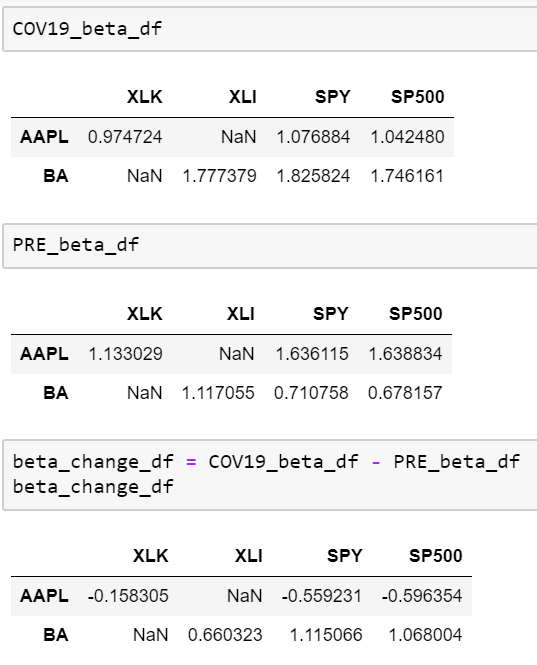 COV19_beta_df
XLK XLI SPY SP500
AAPL 0.974724 NaN 1.076884 1.042480
BA NaN 1.777379 1.825824 1.746161
PRE_beta_df
XLK XLI SPY SP500
AAPL 1.133029 NaN 1.636115 1.638834
BA NaN 1.117055 0.710758 0.678157
beta_change_df = COV19_beta_df - PRE_beta_df
beta_change_df
XLK XLI SPY SP500
AAPL -0.158305 NaN -0.559231 -0.596354
BA NaN 0.660323 1.115066 1.068004